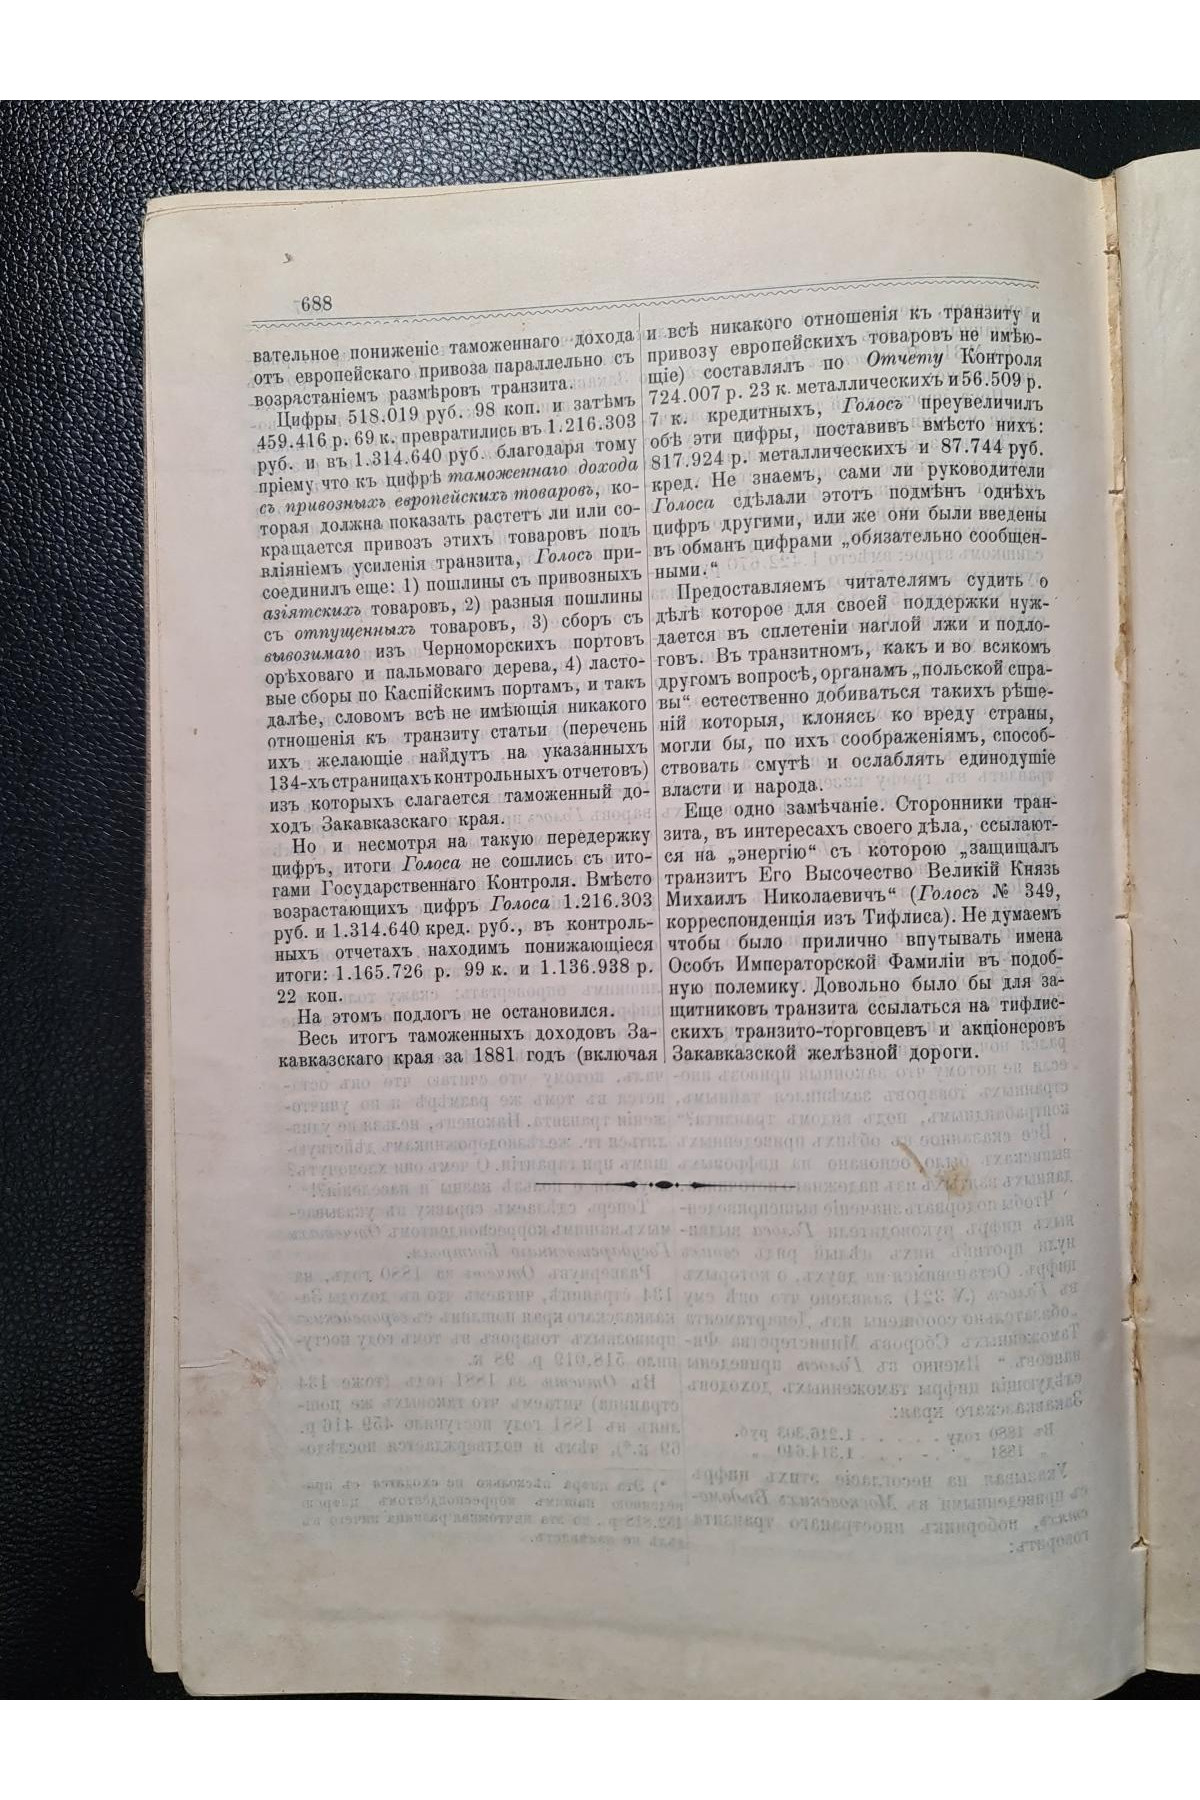 688
вательное пониженіе таможеннаго дохода
отъ европейскаго привоза параллельно съ
возрастаніемъ размѣровъ транзита.
Цифры 518.019 руб. 98 коп. и затѣмъ
459.416 р. 69 к. превратились въ 1.216.303
руб. и въ 1.314.640 руб. благодаря тому
пріему что къ цифрѣ таможеннаго дохода
съ привозныхъ европейскихъ товаровъ, ко-
торая должна показать растетъ ли или со-
кращается привозъ этихъ товаровъ подъ
вліяніемъ усиленія транзита, Голосъ при-
соединилъ еще: 1) пошлины съ привозныхъ
азіятскихъ товаровъ, 2) разныя пошлины
съ отпущенныхъ товаровъ, 3) сборъ съ
вывозимаго изъ Черноморскихъ портовъ
орѣховаго и пальмоваго дерева, 4) ласто-
вые сборы по Каспійскимъ портамъ, и такъ
далѣе, словомъ всѣ не имѣющія никакого
отношенія къ транзиту статьи (перечень
ихъ желающіе найдутъ на указанныхъ
134-хъ страницахъ контрольныхъ отчетовъ)
изъ которыхъ слагается таможенный до-
ходъ Закавказскаго края.
Но и несмотря на такую передержку
цифръ, итоги Голоса не сошлись съ ито-
гами Государственнаго Контроля. Вмѣсто
возрастающихъ цифръ Голоса 1.216.303
руб. и 1.314.640 кред. руб., въ контроль-
ныхъ отчетахъ находимъ понижающіеся
итоги: 1.165.726 р. 99 к. и 1.136.938 р.
22 коп.
На этомъ подлогъ не остановился.
Весь итогъ таможенныхъ доходовъ За-
кавказскаго края за 1881 годъ (включая
и всѣ никакого отношенія къ транзиту и
привозу европейскихъ товаровъ не имѣю-
щіе) составлялъ по Отчету Контроля
724.007 р. 23 к. металлическихъ и 56.509 р.
7 к. кредитныхъ, Голосъ преувеличилъ
обѣ эти цифры, поставивъ вмѣсто нихъ:
817.924 р. металлическихъ и 87.744 руб.
кред. Не знаемъ, сами ли руководители
Голоса сдѣлали этотъ подмѣнъ однѣхъ
цифръ другими, или же они были введены
въ обманъ цифрами „обязательно сообщен-
ными.“
Предоставляемъ читателямъ судить о
дѣлѣ которое для своей поддержки нуж-
дается въ сплетеніи наглой лжи и подло-
говъ. Въ транзитномъ, какъ и во всякомъ
другомъ вопросѣ, органамъ „польской спра-
вы“ естественно добиваться такихъ рѣше-
ній которыя, клонясь ко вреду страны,
могли бы, по ихъ соображеніямъ, способ-
ствовать смутѣ и ослаблять единодушіе
власти и народа.
Еще одно замѣчаніе. Сторонники тран-
зита, въ интересахъ своего дѣла, ссылают-
ся на „энергію“ съ которою „защищалъ
транзитъ Его Высочество Великій Князь
Михаилъ Николаевичъ“ (Голосъ № 349,
корреспонденція изъ Тифлиса). Не думаемъ
чтобы было прилично впутывать имена
Особъ Императорской Фамиліи въ подоб-
ную полемику. Довольно было бы для за-
щитниковъ транзита ссылаться на тифлис-
скихъ транзито-торговцевъ и акціонеровъ
Закавказской желѣзной дороги.